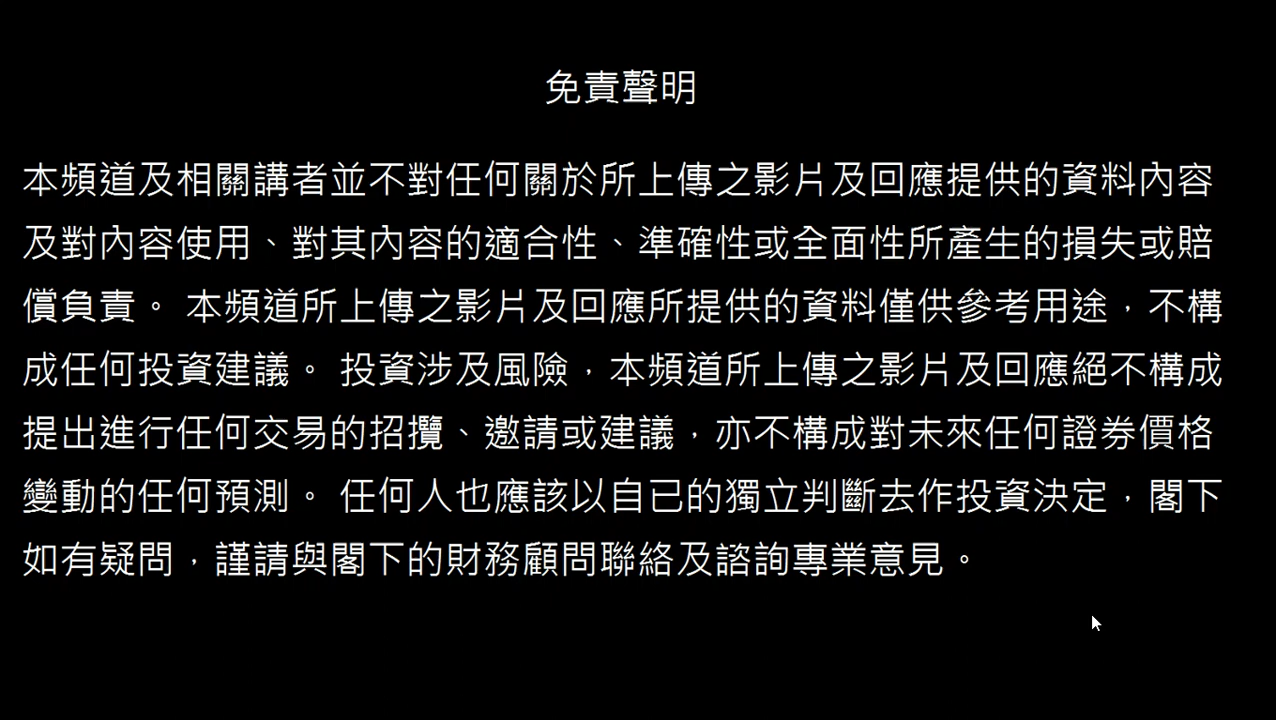 免責聲明
本頻道及相關講者並不對任何關於所上傳之影片及回應提供的資料內容
及對內容使用、對其內容的適合性、準確性或全面性所產生的損失或賠
償負責。 本頻道所上傳之影片及回應所提供的資料僅供參考用途，不構
成任何投資建議。 投資涉及風險，本頻道所上傳之影片及回應絕不構成
提出進行任何交易的招攬、邀請或建議，亦不構成對未來任何證券價格
變動的任何預測。 任何人也應該以自已的獨立判斷去作投資決定，閣下
如有疑問，謹請與閣下的財務顧問聯絡及諮詢專業意見。